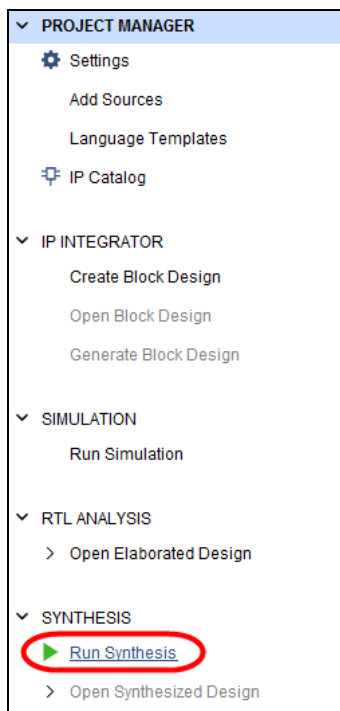 PROJECT MANAGER
Settings
Add Sources
Language Templates
IP Catalog
IP INTEGRATOR
Create Block Design
Open Block Design
Generate Block Design
SIMULATION
Run Simulation
RTL ANALYSIS
Open Elaborated Design
SYNTHESIS
Run Synthesis
Open Synthesized Design